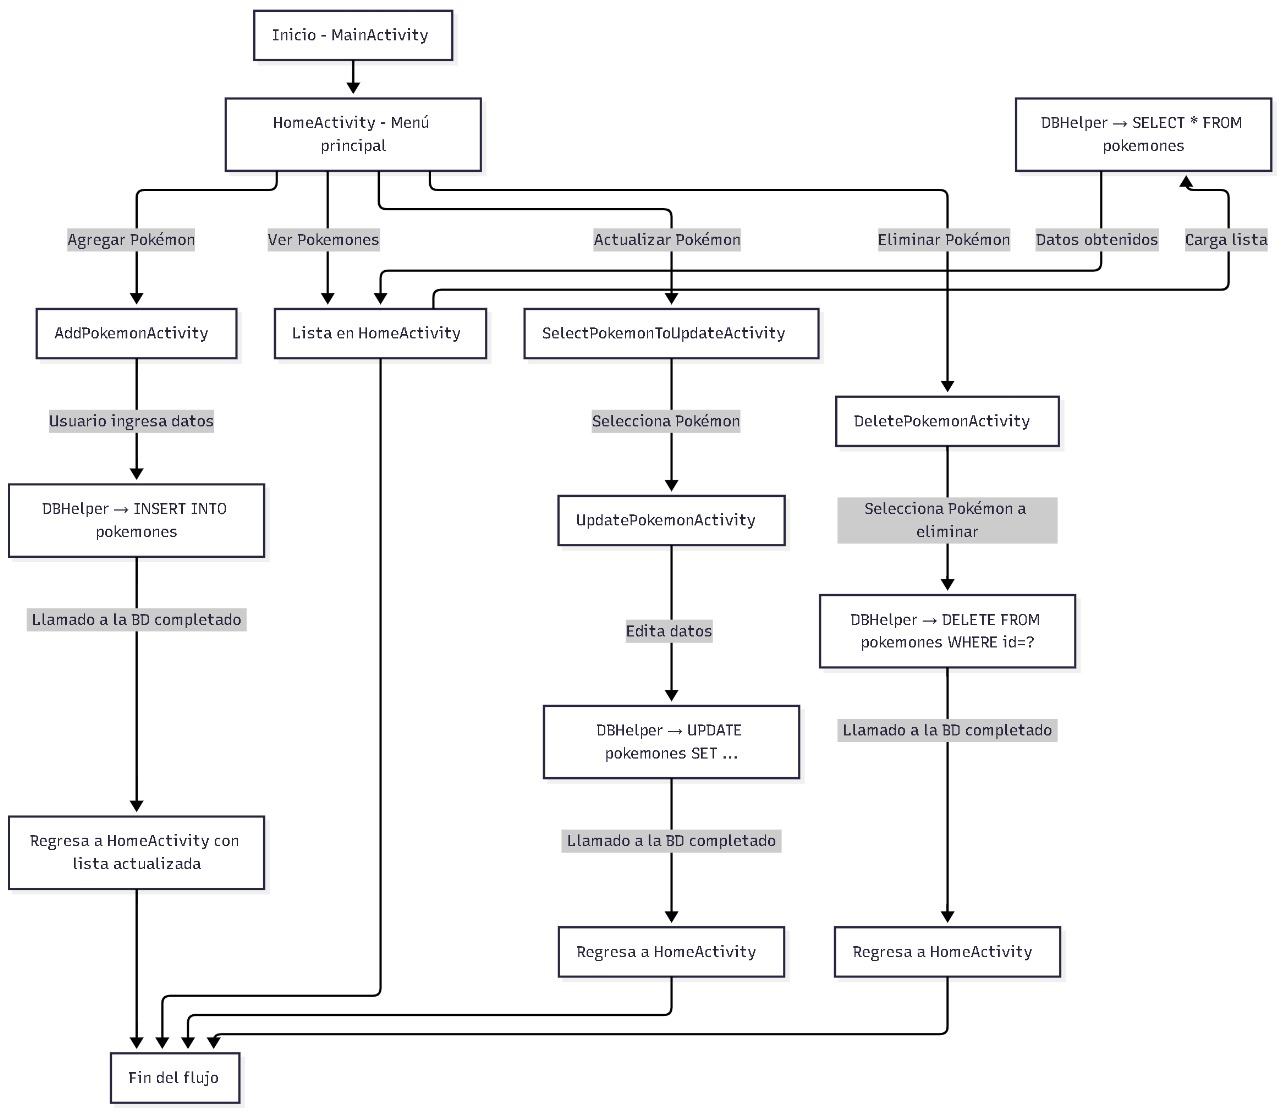 Inicio - MainActivity
HomeActivity - Menú
principal
DBHelper → SELECT * FROM
pokemones
Agregar Pokémon
Ver Pokemones
Actualizar Pokémon
Eliminar Pokémon
Datos obtenidos
Carga lista
AddPokemonActivity
Lista en HomeActivity
SelectPokemonToUpdateActivity
Usuario ingresa datos
Selecciona Pokémon
DeletePokemonActivity
DBHelper → INSERT INTO
pokemones
UpdatePokemonActivity
Selecciona Pokémon a
eliminar
Llamado a la BD completado
Edita datos
DBHelper → DELETE FROM
pokemones WHERE id=?
DBHelper → UPDATE
pokemones SET ...
Llamado a la BD completado
Regresa a HomeActivity con
lista actualizada
Llamado a la BD completado
Regresa a HomeActivity
Regresa a HomeActivity
Fin del flujo